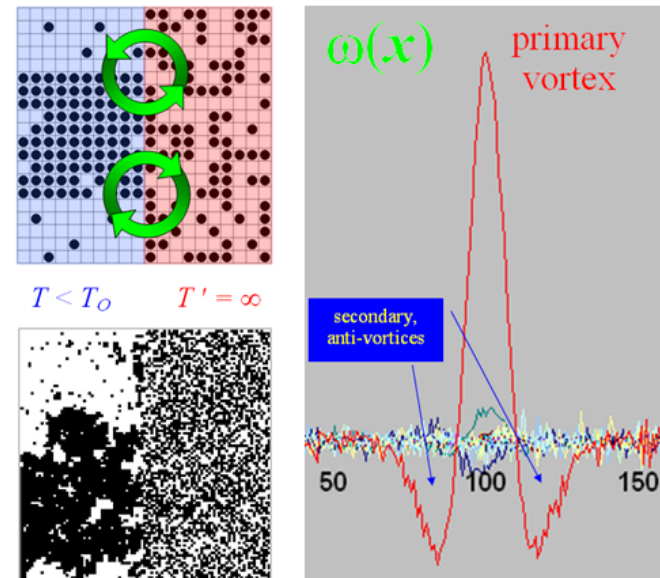 T < T_O
T ' = ∞
ω(x)
primary
vortex
secondary,
anti-vortices
50
100
150